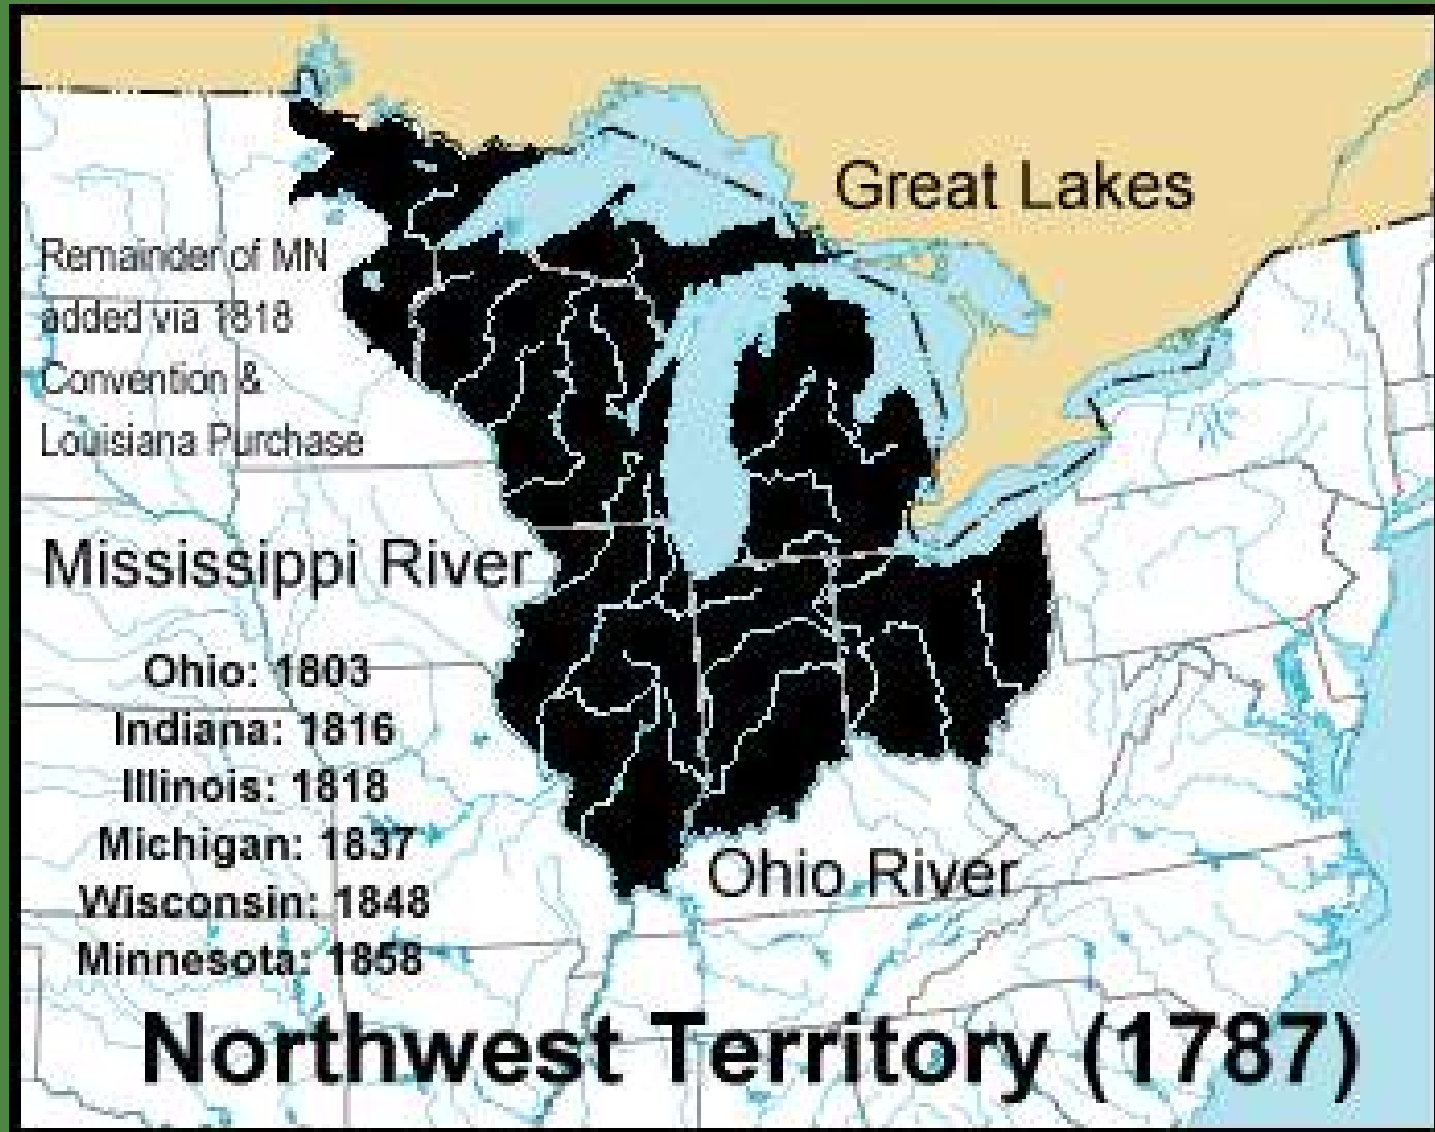 Great Lakes
Remainder of MN
added via 1818
Convention &
Louisiana Purchase
Mississippi River
Ohio: 1803
Indiana: 1816
Illinois: 1818
Michigan: 1837
Wisconsin: 1848
Minnesota: 1858
Ohio River
Northwest Territory (1787)